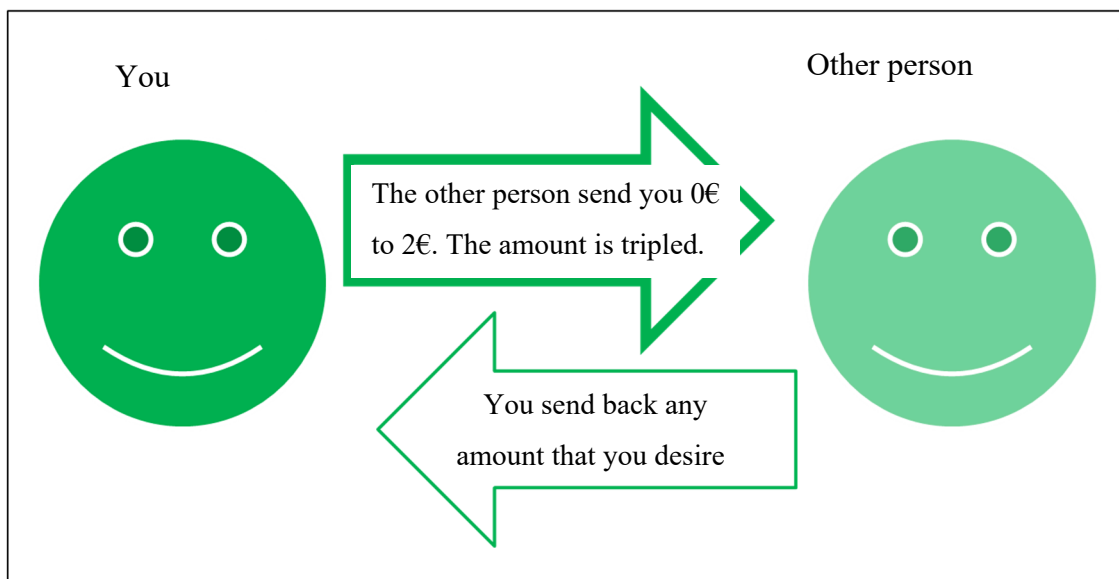 You
Other person
The other person send you 0€
to 2€. The amount is tripled.
You send back any
amount that you desire